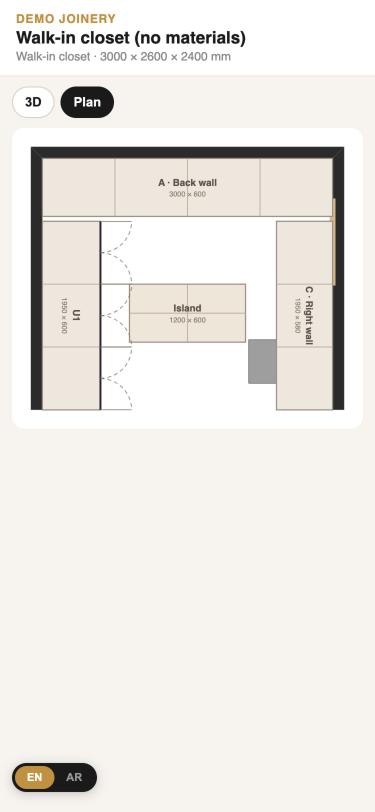 DEMO JOINERY
Walk-in closet (no materials)
Walk-in closet · 3000 × 2600 × 2400 mm
3D
Plan
A · Back wall
3000 × 600
U1
1950 × 600
Island
1200 × 600
C · Right wall
1950 × 580
EN
AR